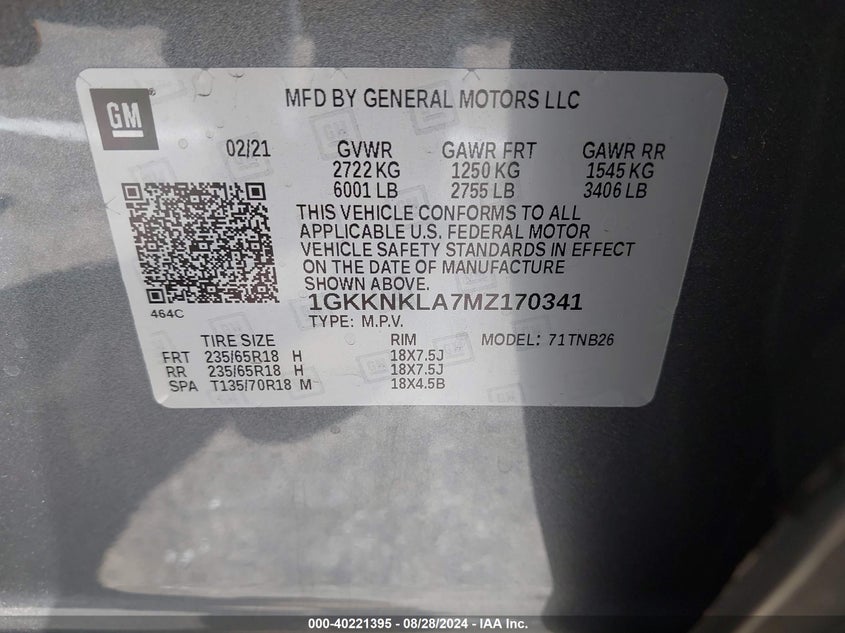 GM
MFD BY GENERAL MOTORS LLC
02/21 GVWR GAWR FRT GAWR RR
2722 KG 1250 KG 1545 KG
6001 LB 2755 LB 3406 LB
THIS VEHICLE CONFORMS TO ALL
APPLICABLE U.S. FEDERAL MOTOR
VEHICLE SAFETY STANDARDS IN EFFECT
ON THE DATE OF MANUFACTURE
SHOWN ABOVE.
464C
1GKKNKLA7MZ170341
TYPE: M.P.V.
TIRE SIZE RIM MODEL: 71TNB26
FRT 235/65R18 H 18X7.5J
RR 235/65R18 H 18X7.5J
SPA T135/70R18 M 18X4.5B
000-40221395 - 08/28/2024 - IAA Inc.